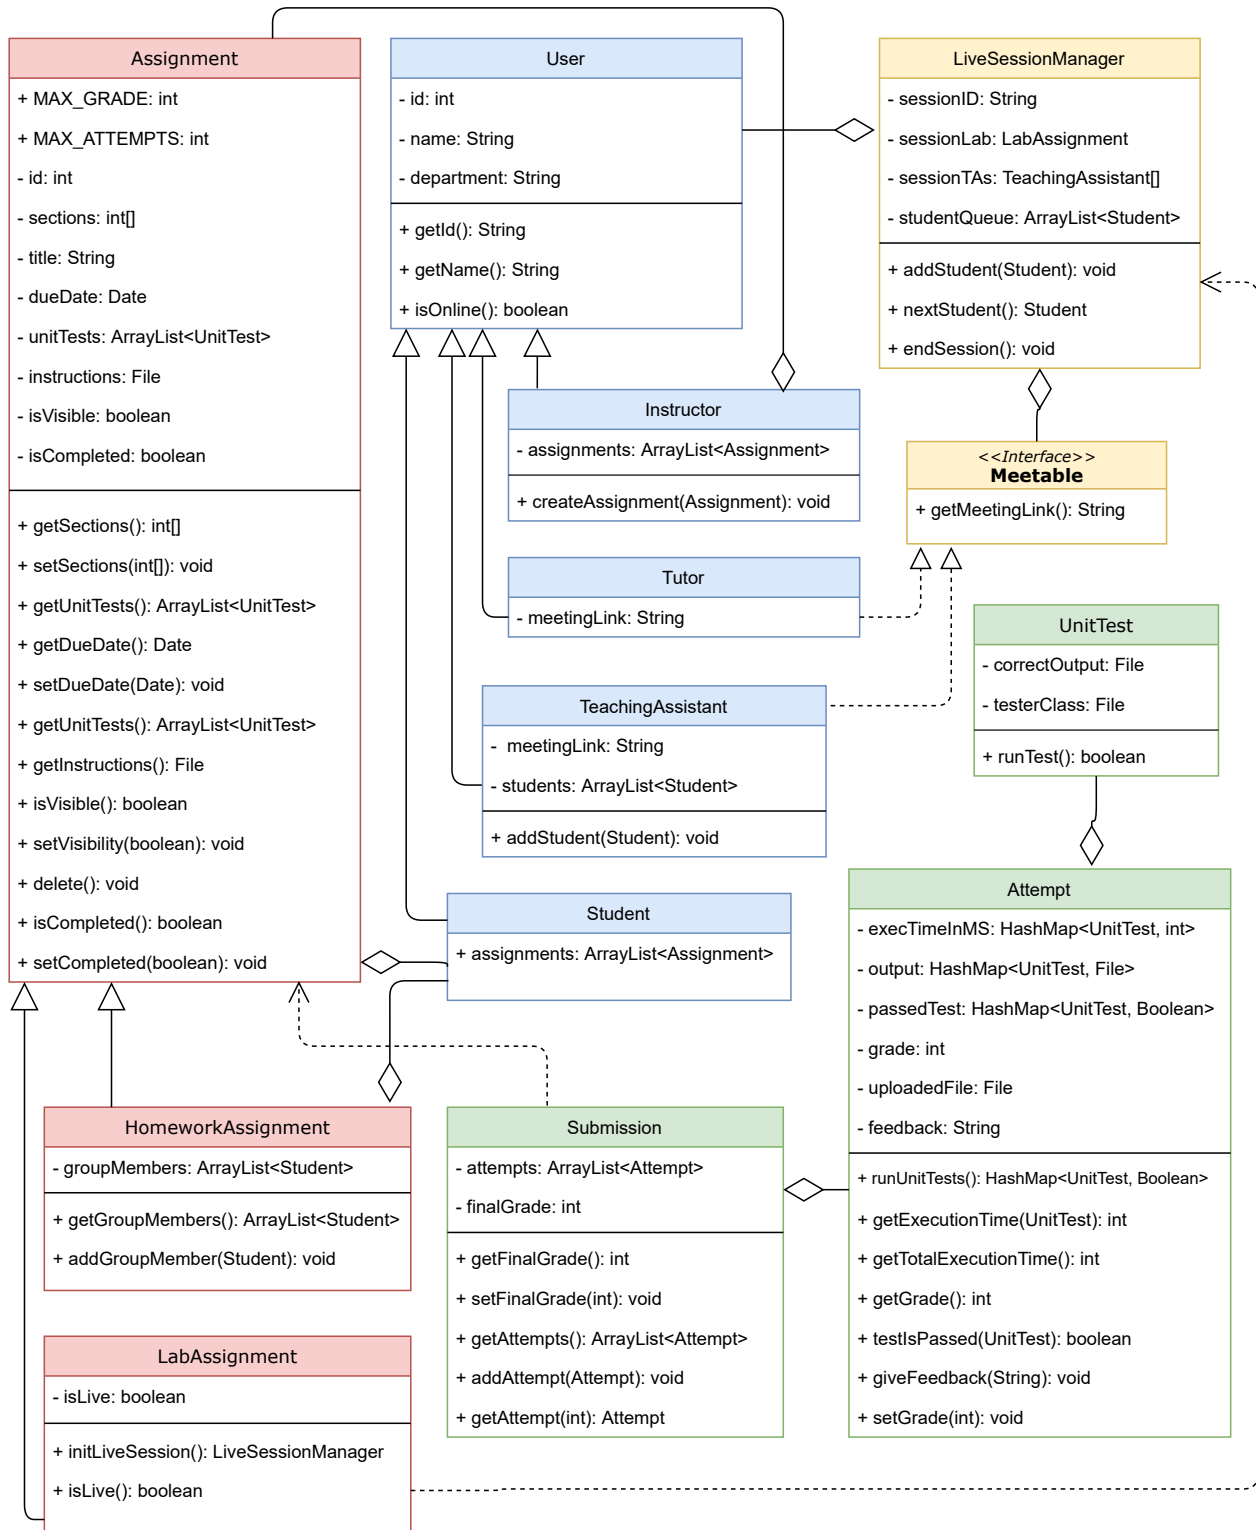 Assignment
+ MAX_GRADE: int
+ MAX_ATTEMPTS: int
- id: int
- sections: int[]
- title: String
- dueDate: Date
- unitTests: ArrayList<UnitTest>
- instructions: File
- isVisible: boolean
- isCompleted: boolean
+ getSections(): int[]
+ setSections(int[]): void
+ getUnitTests(): ArrayList<UnitTest>
+ getDueDate(): Date
+ setDueDate(Date): void
+ getUnitTests(): ArrayList<UnitTest>
+ getInstructions(): File
+ isVisible(): boolean
+ setVisibility(boolean): void
+ delete(): void
+ isCompleted(): boolean
+ setCompleted(boolean): void
User
- id: int
- name: String
- department: String
+ getId(): String
+ getName(): String
+ isOnline(): boolean
LiveSessionManager
- sessionID: String
- sessionLab: LabAssignment
- sessionTAs: TeachingAssistant[]
- studentQueue: ArrayList<Student>
+ addStudent(Student): void
+ nextStudent(): Student
+ endSession(): void
Instructor
- assignments: ArrayList<Assignment>
+ createAssignment(Assignment): void
<<Interface>>
Meetable
+ getMeetingLink(): String
Tutor
- meetingLink: String
UnitTest
- correctOutput: File
- testerClass: File
+ runTest(): boolean
TeachingAssistant
- meetingLink: String
- students: ArrayList<Student>
+ addStudent(Student): void
Student
+ assignments: ArrayList<Assignment>
Attempt
- execTimeInMS: HashMap<UnitTest, int>
- output: HashMap<UnitTest, File>
- passedTest: HashMap<UnitTest, Boolean>
- grade: int
- uploadedFile: File
- feedback: String
+ runUnitTests(): HashMap<UnitTest, Boolean>
+ getExecutionTime(UnitTest): int
+ getTotalExecutionTime(): int
+ getGrade(): int
+ testIsPassed(UnitTest): boolean
+ giveFeedback(String): void
+ setGrade(int): void
HomeworkAssignment
- groupMembers: ArrayList<Student>
+ getGroupMembers(): ArrayList<Student>
+ addGroupMember(Student): void
Submission
- attempts: ArrayList<Attempt>
- finalGrade: int
+ getFinalGrade(): int
+ setFinalGrade(int): void
+ getAttempts(): ArrayList<Attempt>
+ addAttempt(Attempt): void
+ getAttempt(int): Attempt
LabAssignment
- isLive: boolean
+ initLiveSession(): LiveSessionManager
+ isLive(): boolean